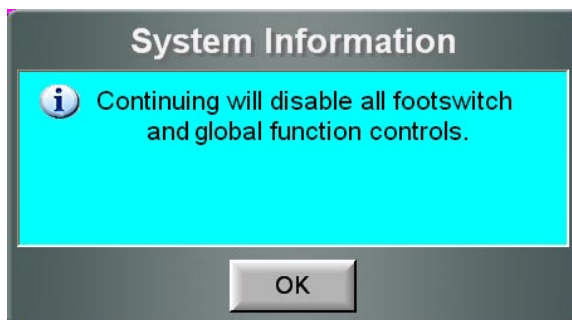 System Information
Continuing will disable all footswitch
and global function controls.
OK